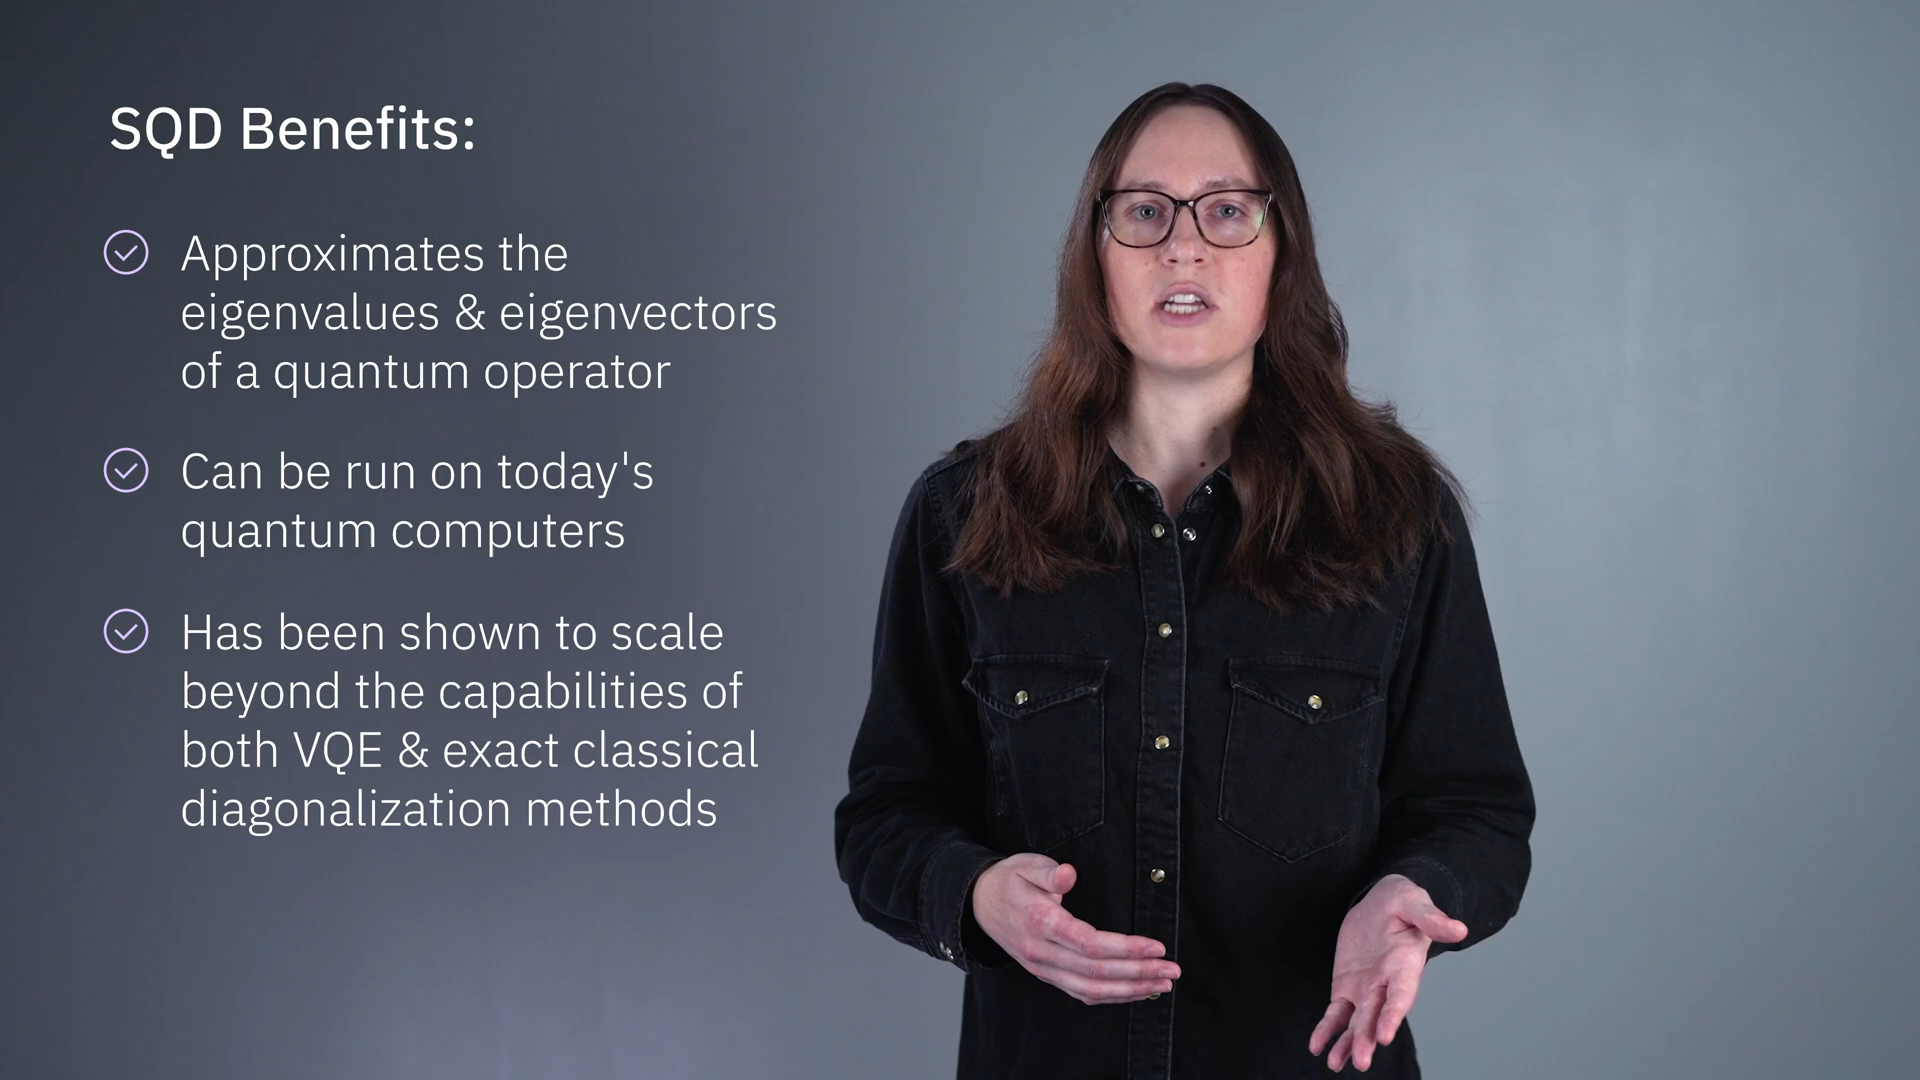 SQD Benefits:
Approximates the
eigenvalues & eigenvectors
of a quantum operator
Can be run on today's
quantum computers
Has been shown to scale
beyond the capabilities of
both VQE & exact classical
diagonalization methods